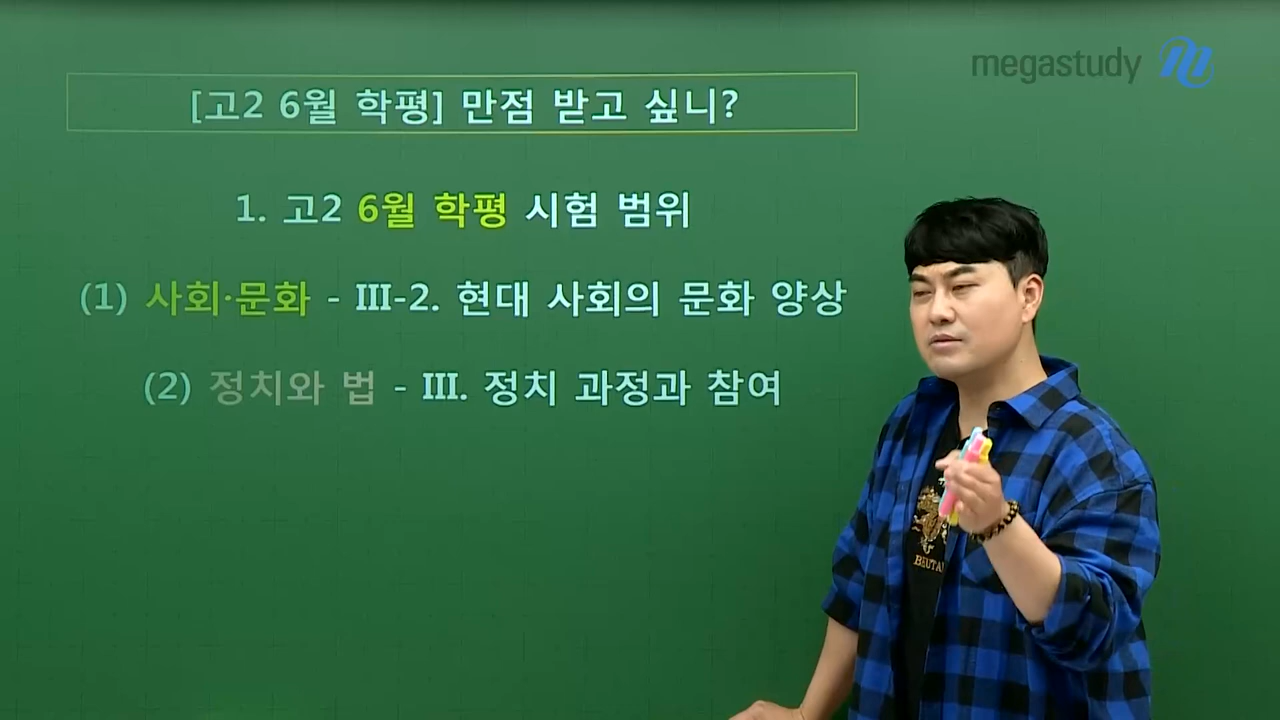 megastudy
[고2 6월 학평] 만점 받고 싶니?
1. 고2 6월 학평 시험 범위
(1) 사회·문화 - III-2. 현대 사회의 문화 양상
(2) 정치와 법 - III. 정치 과정과 참여